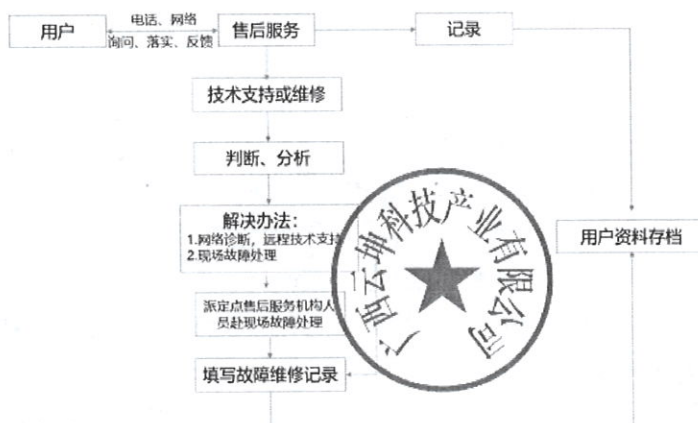 用户
电话、网络
询问、落实、反馈
售后服务
记录
技术支持或维修
判断、分析
解决办法：
1.网络诊断，远程技术支持
2.现场故障处理
用户资料存档
派定点售后服务机构人
员赴现场故障处理
填写故障维修记录
广西云坤科技产业有限公司